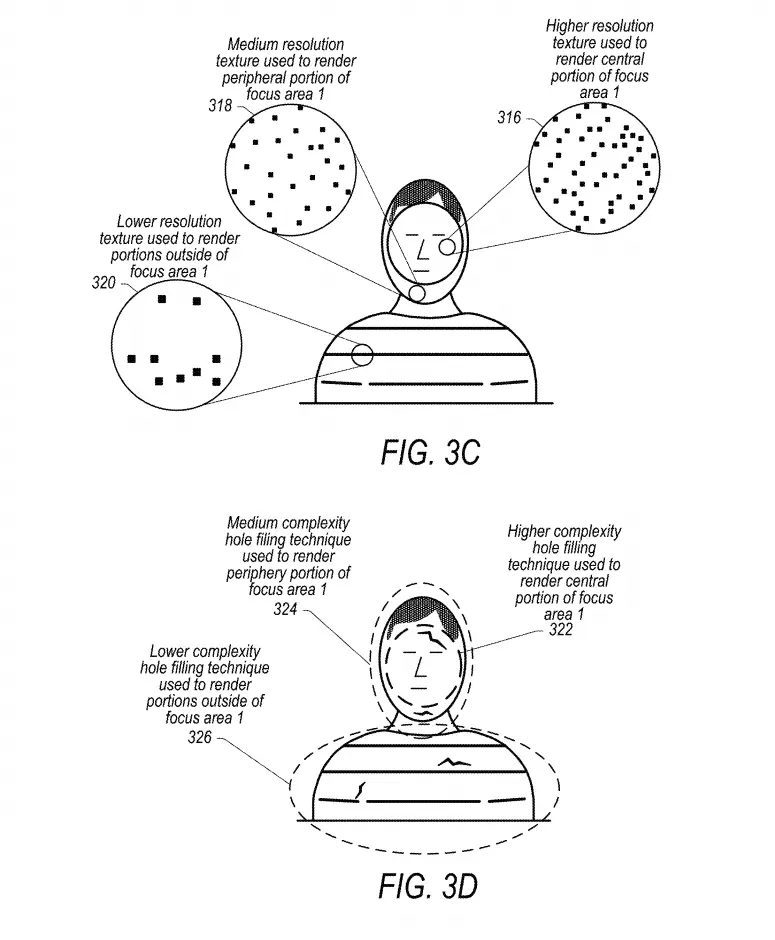 Medium resolution
texture used to render
peripheral portion of
focus area 1
318
Higher resolution
texture used to
render central
portion of focus
area 1
316
Lower resolution
texture used to render
portions outside of
focus area 1
320
FIG. 3C
Medium complexity
hole filing technique
used to render
periphery portion of
focus area 1
324
Higher complexity
hole filling
technique used to
render central
portion of focus
area 1
322
Lower complexity
hole filling technique
used to render
portions outside of
focus area 1
326
FIG. 3D